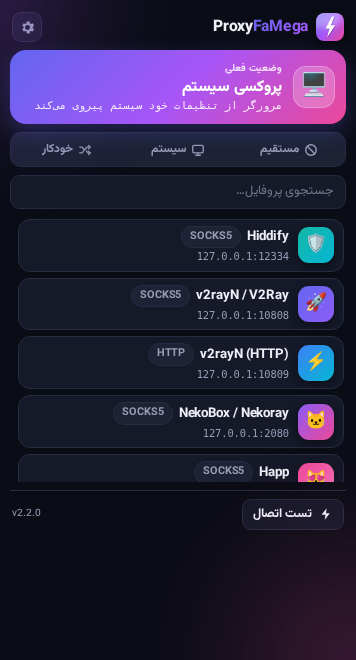 ProxyFaMega
وضعیت فعلی
پروکسی سیستم
مرورگر از تنظیمات خود سیستم پیروی می‌کند
مستقیم
سیستم
خودکار
جستجوی پروفایل...
Hiddify SOCKS5
127.0.0.1:12334
v2rayN / V2Ray SOCKS5
127.0.0.1:10808
v2rayN (HTTP) HTTP
127.0.0.1:10809
NekoBox / Nekoray SOCKS5
127.0.0.1:2080
Happ SOCKS5
تست اتصال
v2.2.0